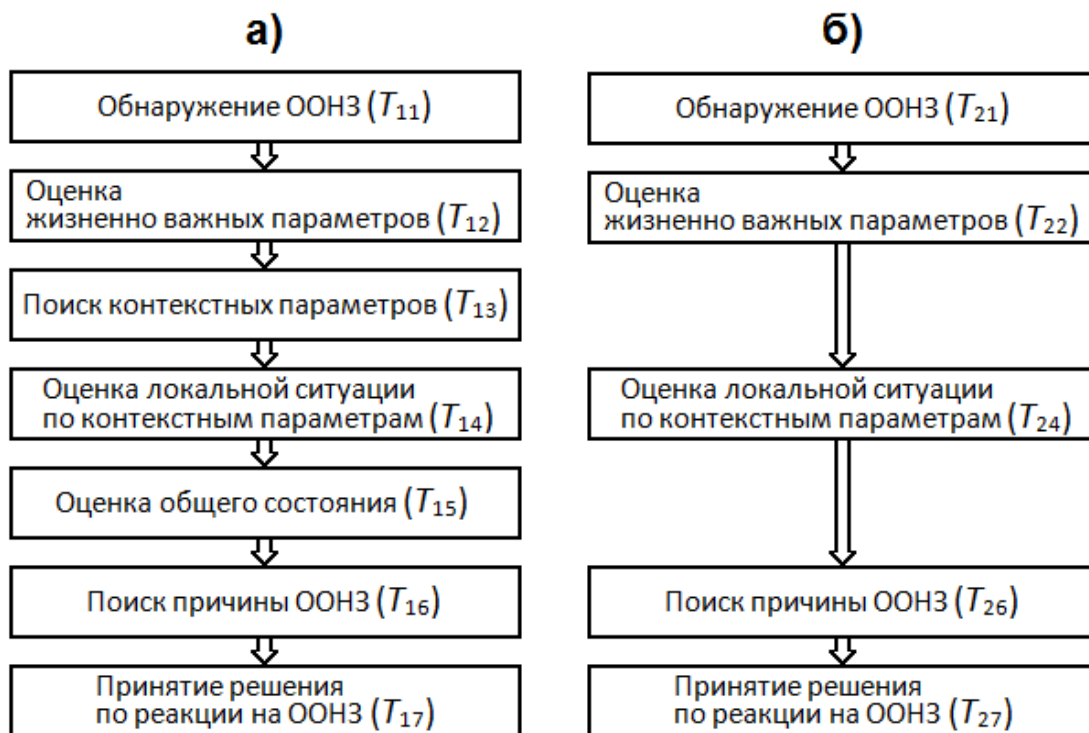 а)
Обнаружение ООНЗ (T11)
Оценка
жизненно важных параметров (T12)
Поиск контекстных параметров (T13)
Оценка локальной ситуации
по контекстным параметрам (T14)
Оценка общего состояния (T15)
Поиск причины ООНЗ (T16)
Принятие решения
по реакции на ООНЗ (T17)
б)
Обнаружение ООНЗ (T21)
Оценка
жизненно важных параметров (T22)
Оценка локальной ситуации
по контекстным параметрам (T24)
Поиск причины ООНЗ (T26)
Принятие решения
по реакции на ООНЗ (T27)